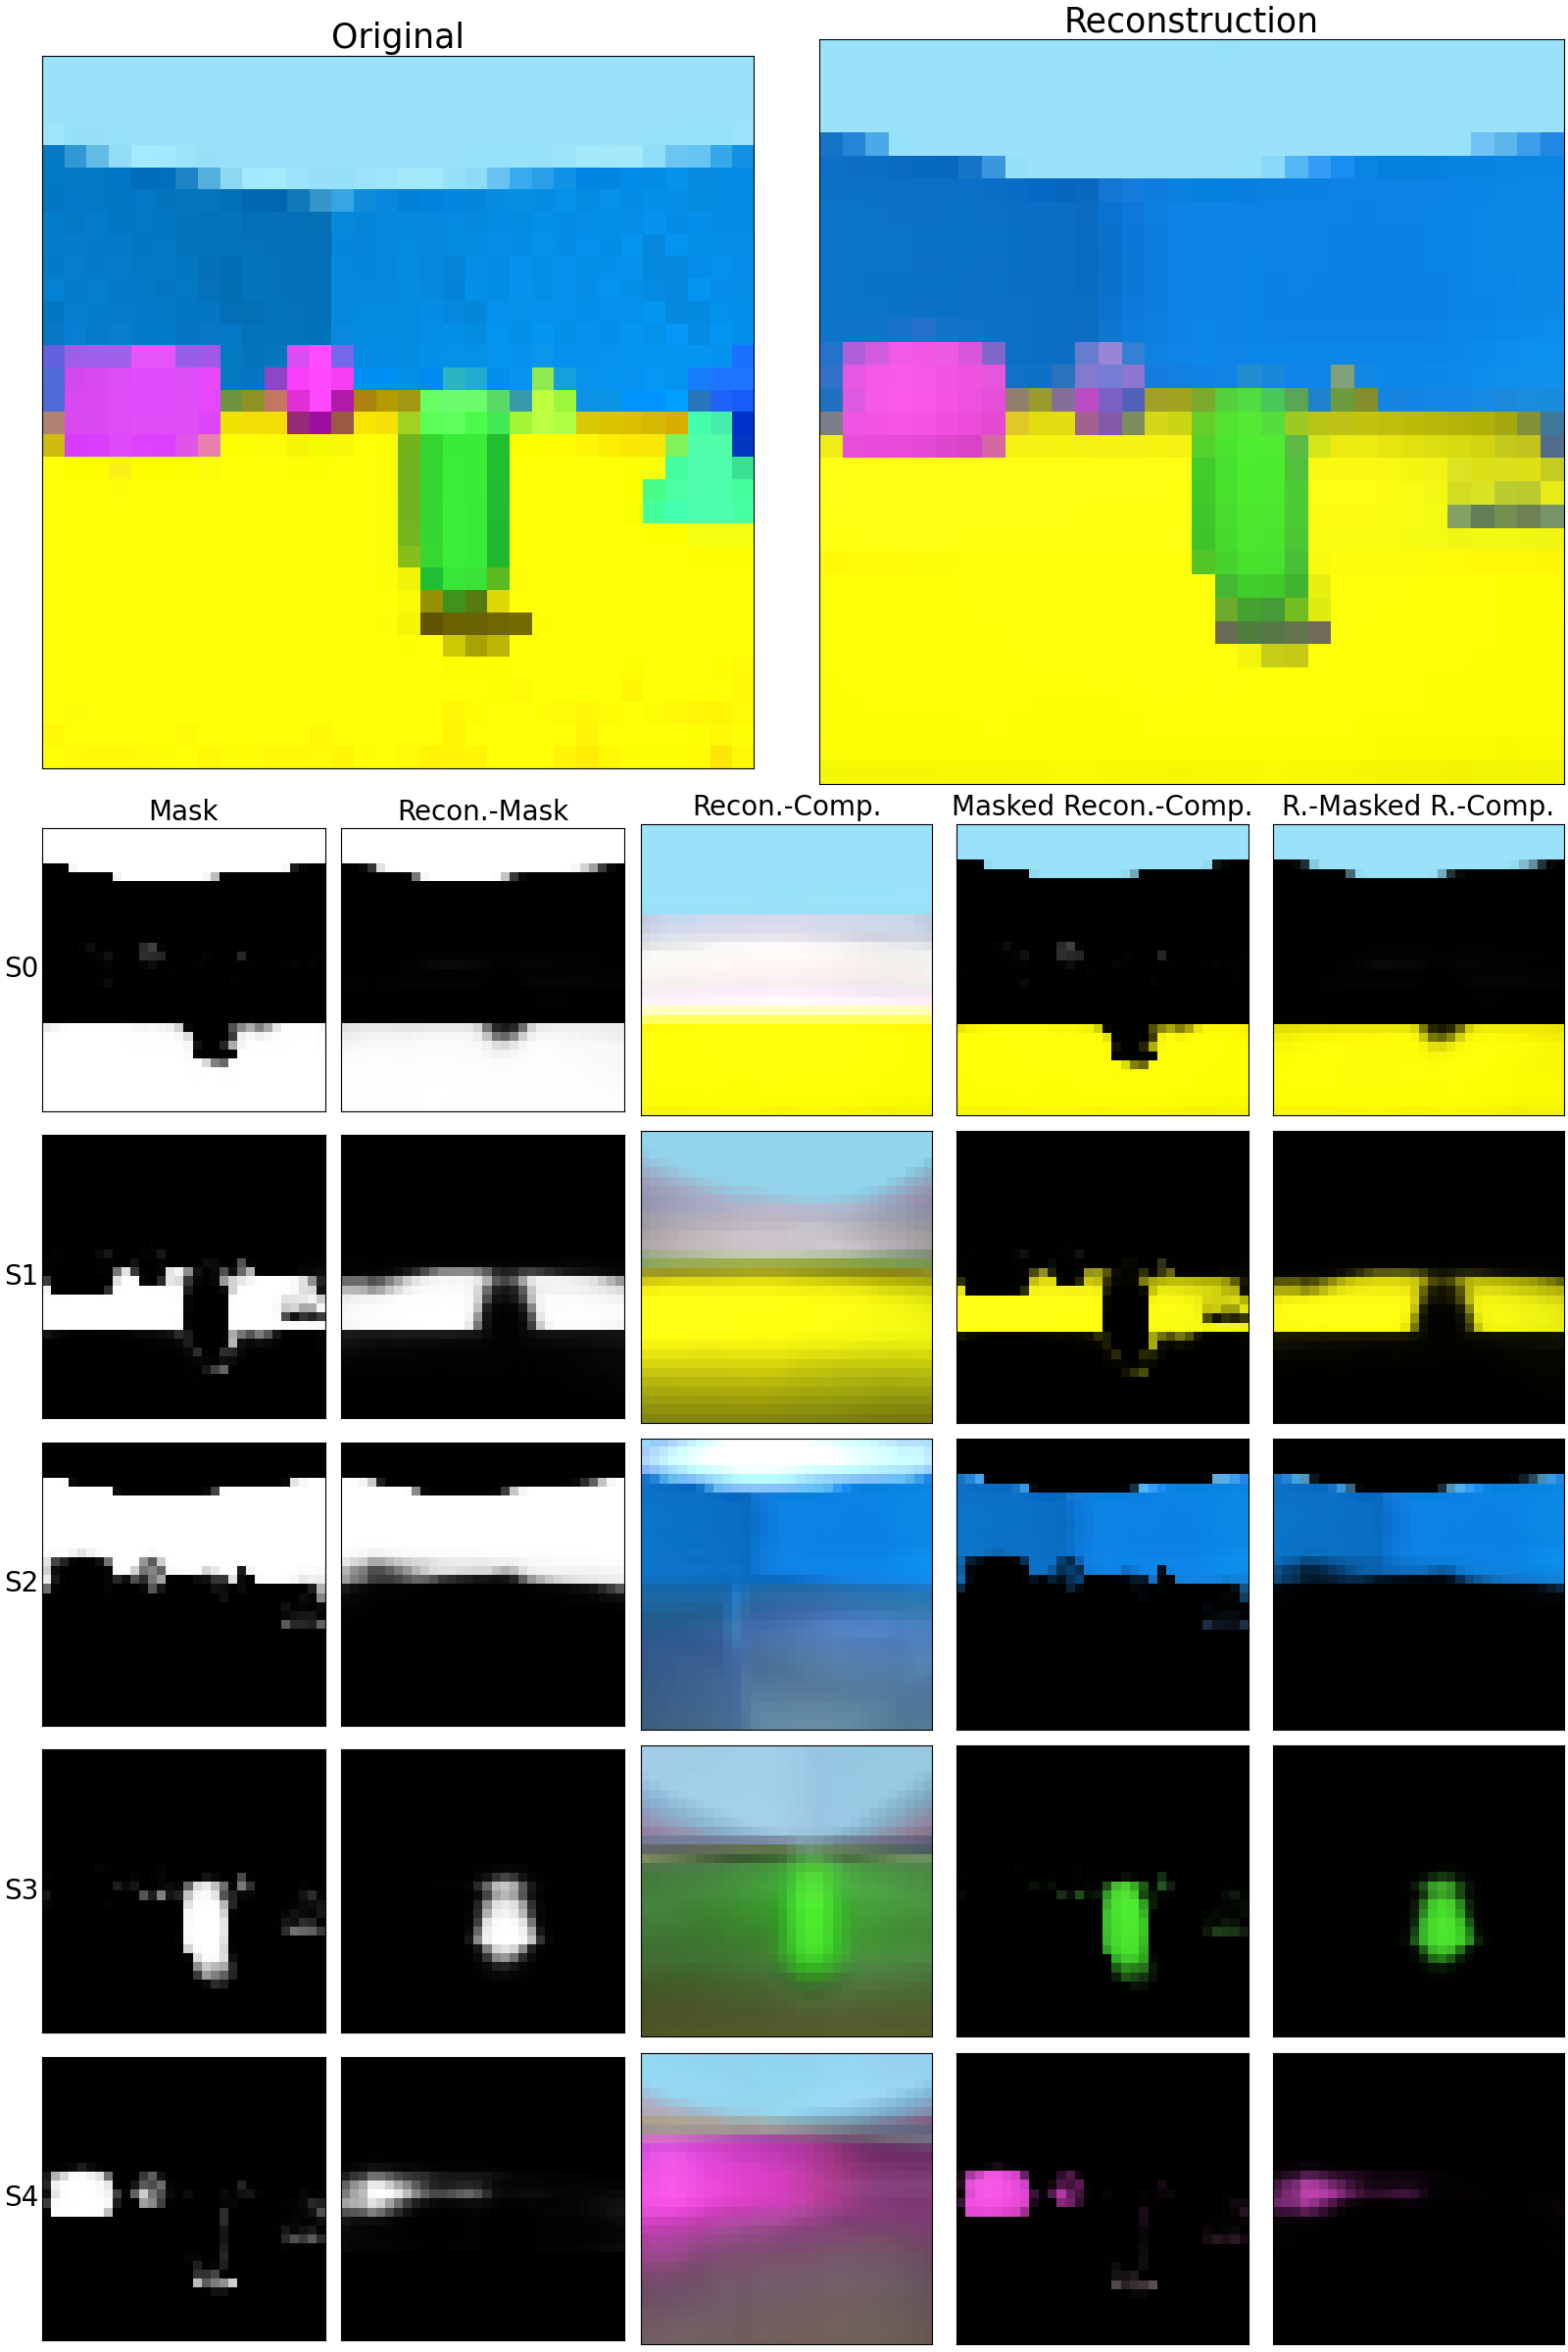 Original
Reconstruction
Mask
Recon.-Mask
Recon.-Comp.
Masked Recon.-Comp.
R.-Masked R.-Comp.
S0
S1
S2
S3
S4